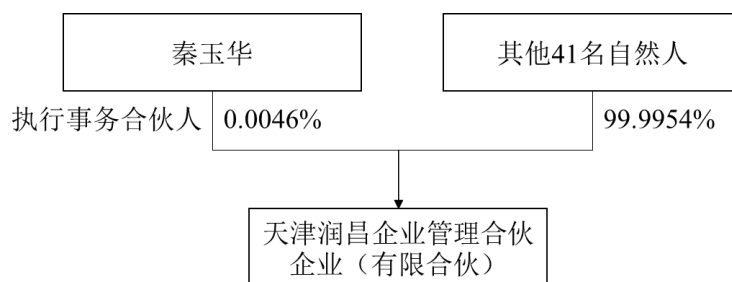 秦玉华
其他41名自然人
执行事务合伙人
0.0046%
99.9954%
天津润昌企业管理合伙
企业（有限合伙）